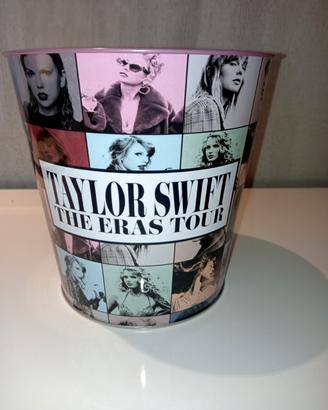 TAYLOR SWIFT
THE ERAS TOUR